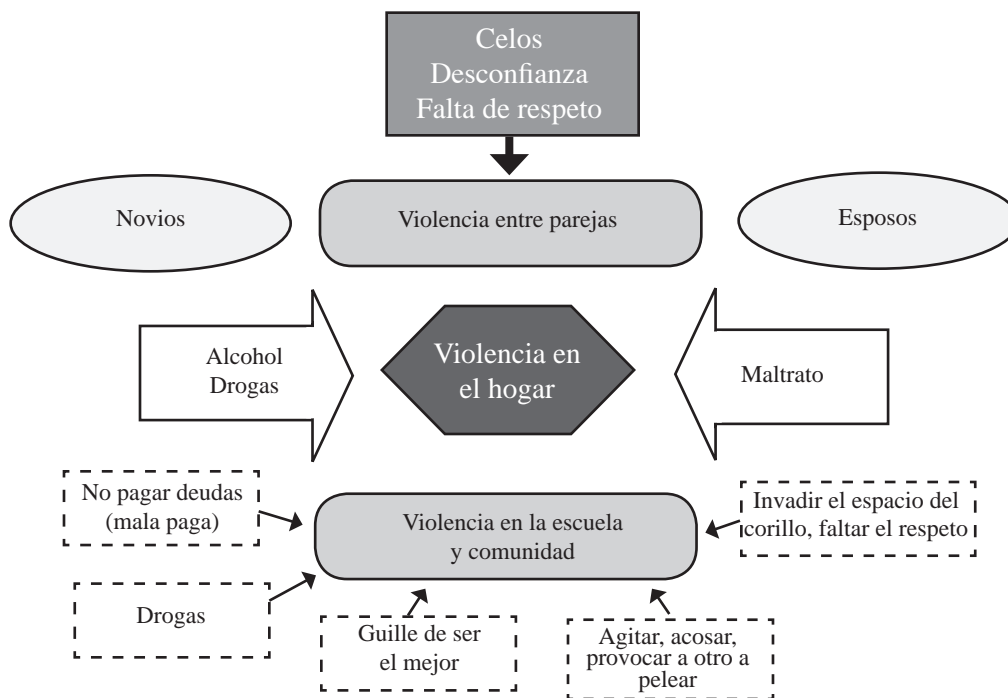 Celos
Desconfianza
Falta de respeto
Novios
Violencia entre parejas
Esposos
Alcohol
Drogas
Violencia en
el hogar
Maltrato
No pagar deudas
(mala paga)
Violencia en la escuela
y comunidad
Invadir el espacio del
corillo, faltar el respeto
Drogas
Guille de ser
el mejor
Agitar, acosar,
provocar a otro a
pelear